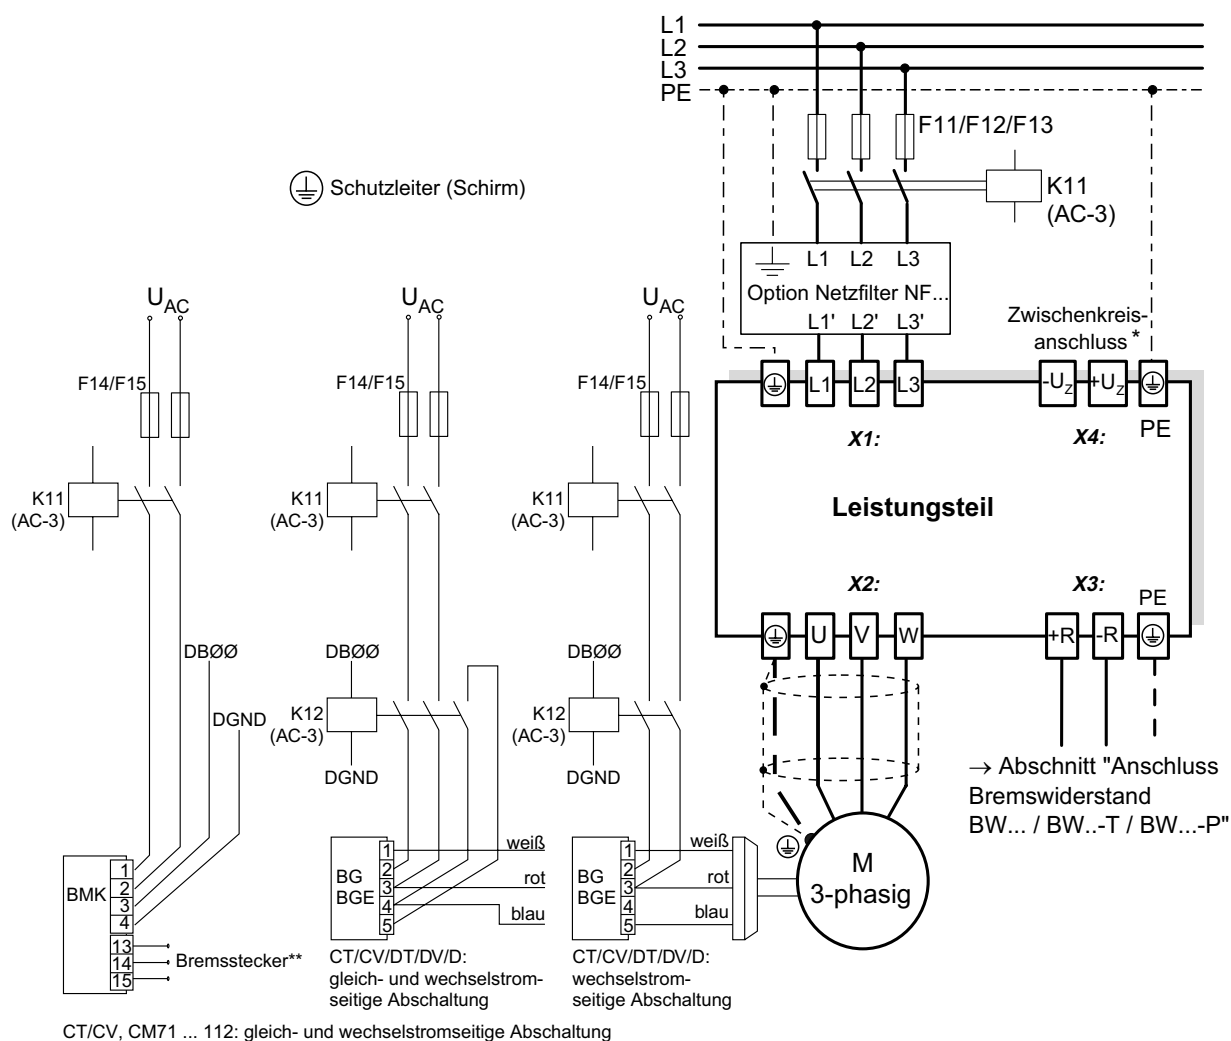 L1
L2
L3
PE
F11/F12/F13
K11
(AC-3)
Schutzleiter (Schirm)
L1 L2 L3
Option Netzfilter NF...
L1' L2' L3'
Zwischenkreis-
anschluss *
UAC
UAC
UAC
F14/F15
F14/F15
F14/F15
L1 L2 L3
-UZ +UZ
X1:
X4:
PE
K11
(AC-3)
K11
(AC-3)
K11
(AC-3)
Leistungsteil
X2:
X3:
PE
U V W
+R -R
DBØØ
DGND
DBØØ
K12
(AC-3)
DGND
DBØØ
K12
(AC-3)
DGND
→ Abschnitt "Anschluss
Bremswiderstand
BW... / BW..-T / BW...-P"
BMK
1
2
3
4
13
14
15
Bremsstecker**
BG
BGE
1
2
3
4
5
weiß
rot
blau
BG
BGE
1
2
3
4
5
weiß
rot
blau
M
3-phasig
CT/CV/DT/DV/D:
gleich- und wechselstrom-
seitige Abschaltung
CT/CV/DT/DV/D:
wechselstrom-
seitige Abschaltung
CT/CV, CM71 ... 112: gleich- und wechselstromseitige Abschaltung